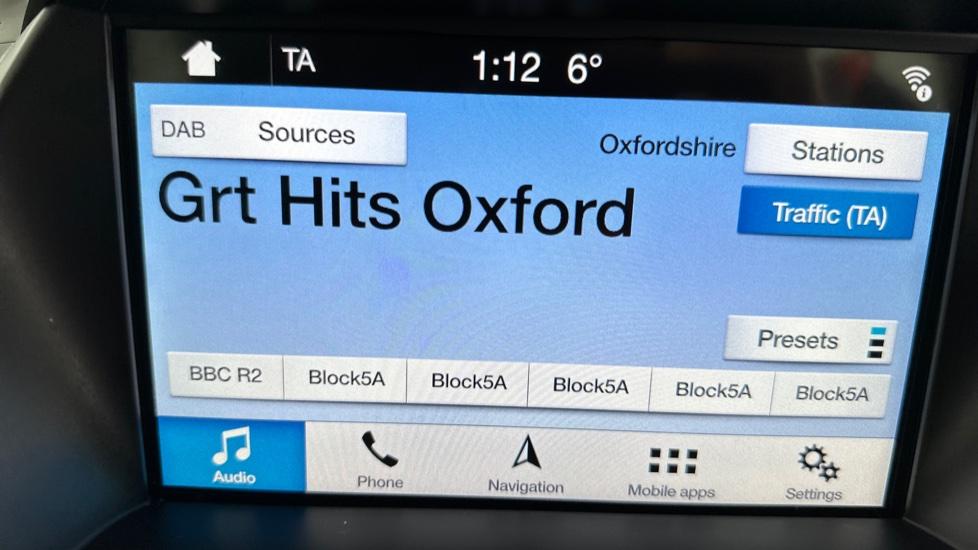 TA 1:12 6°
DAB Sources Oxfordshire Stations
Grt Hits Oxford
Traffic (TA)
Presets
BBC R2 Block5A Block5A Block5A Block5A Block5A
Audio Phone Navigation Mobile apps Settings